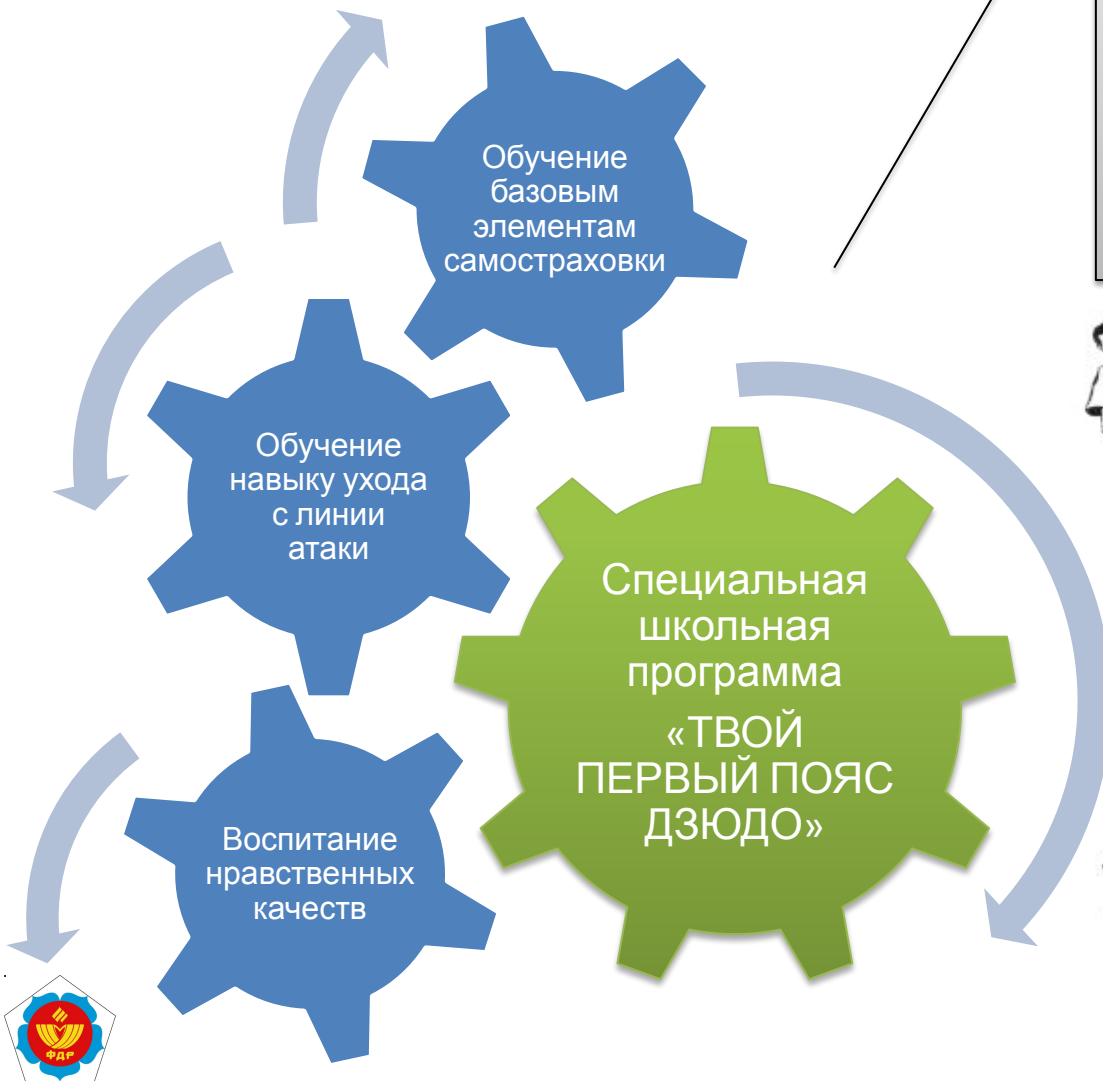 Обучение
базовым
элементам
самостраховки
Обучение
навыку ухода
с линии
атаки
Специальная
школьная
программа
«ТВОЙ
ПЕРВЫЙ ПОЯС
ДЗЮДО»
Воспитание
нравственных
качеств
ФДР